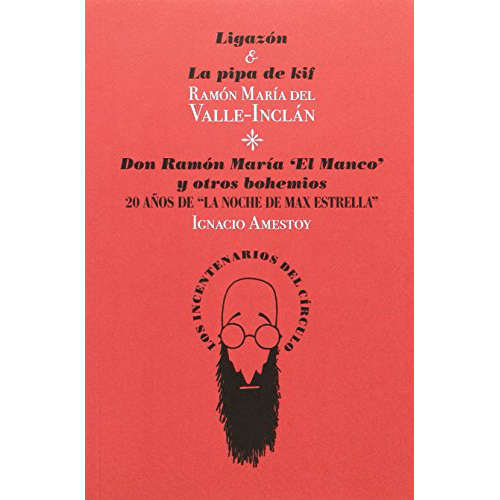 Ligazón
&
La pipa de kif
RAMÓN MARÍA DEL
VALLE-INCLÁN
Don Ramón María ‘El Manco’
y otros bohemios
20 AÑOS DE “LA NOCHE DE MAX ESTRELLA”
IGNACIO AMESTOY
LOS INCENTENARIOS DEL CÍRCULO